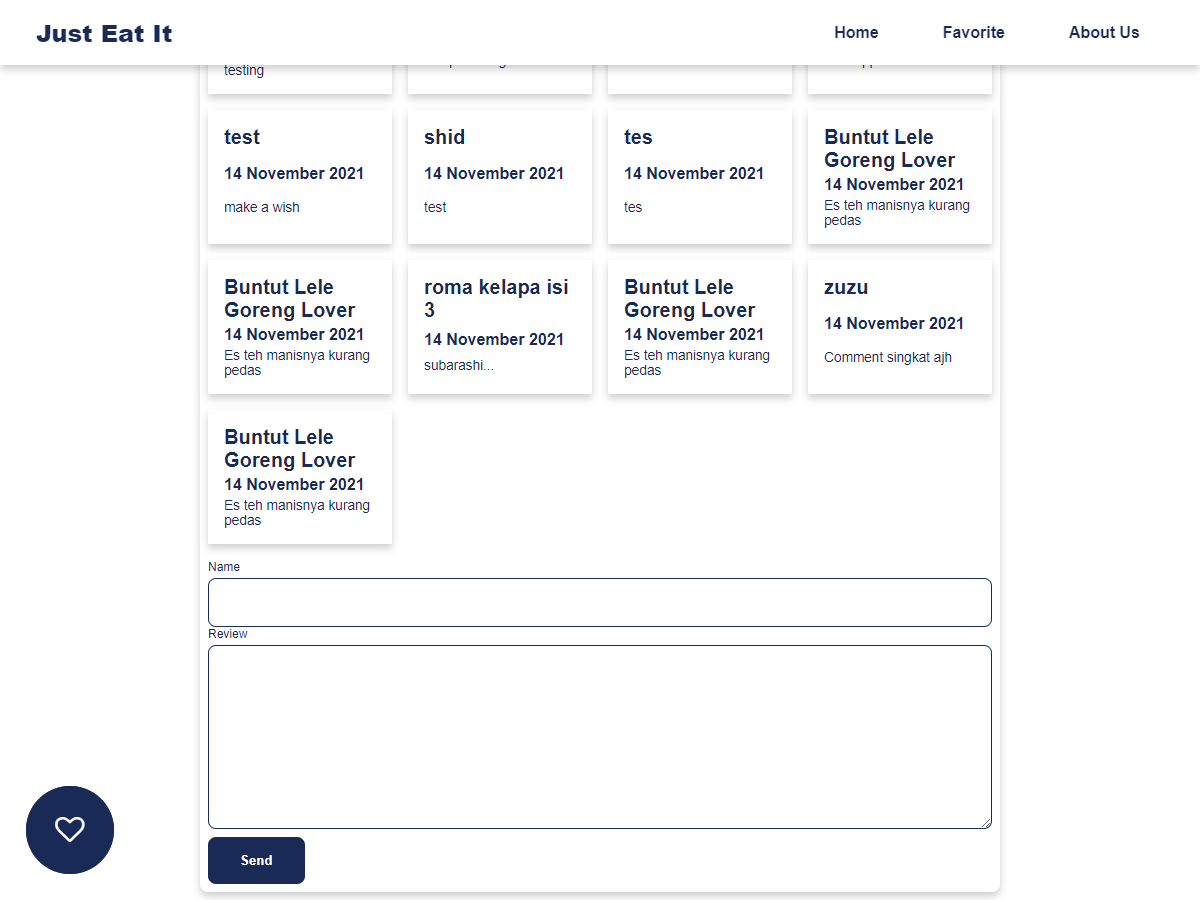 Just Eat It
Home
Favorite
About Us
testing
test
14 November 2021
make a wish
shid
14 November 2021
test
tes
14 November 2021
tes
Buntut Lele
Goreng Lover
14 November 2021
Es teh manisnya kurang
pedas
Buntut Lele
Goreng Lover
14 November 2021
Es teh manisnya kurang
pedas
roma kelapa isi
3
14 November 2021
subarashi...
Buntut Lele
Goreng Lover
14 November 2021
Es teh manisnya kurang
pedas
zuzu
14 November 2021
Comment singkat ajh
Buntut Lele
Goreng Lover
14 November 2021
Es teh manisnya kurang
pedas
Name
Review
Send